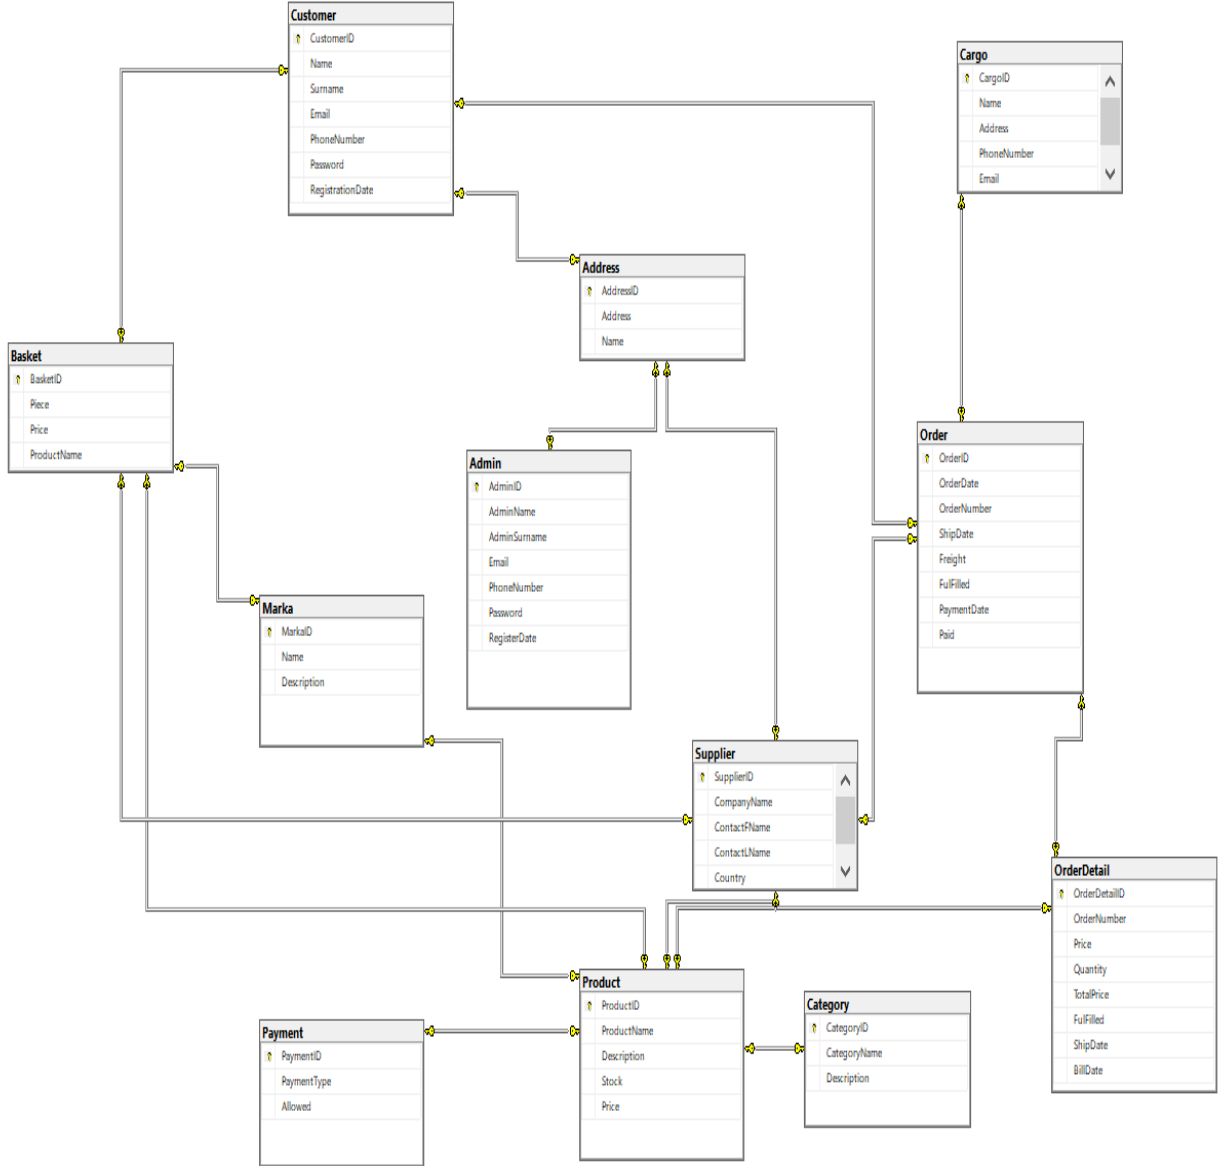 Customer
CustomerID
Name
Surname
Email
PhoneNumber
Password
RegistrationDate
Cargo
CargoID
Name
Address
PhoneNumber
Email
Address
AddressID
Address
Name
Basket
BasketID
Piece
Price
ProductName
Order
OrderID
OrderDate
OrderNumber
ShipDate
Freight
FulFilled
PaymentDate
Paid
Admin
AdminID
AdminName
AdminSurname
Email
PhoneNumber
Password
RegisterDate
Marka
MarkaID
Name
Description
Supplier
SupplierID
CompanyName
ContactFName
ContactLName
Country
OrderDetail
OrderDetailID
OrderNumber
Price
Quantity
TotalPrice
FulFilled
ShipDate
BillDate
Product
ProductID
ProductName
Description
Stock
Price
Category
CategoryID
CategoryName
Description
Payment
PaymentID
PaymentType
Allowed